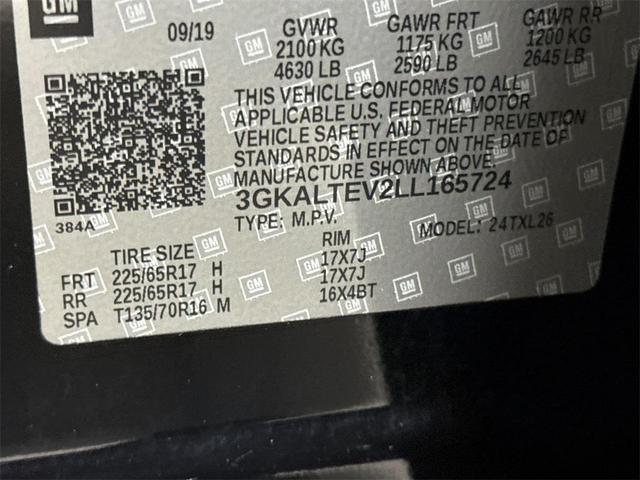 GM
09/19 GVWR GAWR FRT GAWR RR
2100 KG 1175 KG 1200 KG
4630 LB 2590 LB 2645 LB
THIS VEHICLE CONFORMS TO ALL
APPLICABLE U.S. FEDERAL MOTOR
VEHICLE SAFETY AND THEFT PREVENTION
STANDARDS IN EFFECT ON THE DATE OF
MANUFACTURE SHOWN ABOVE.
3GKALTEV2LL165724
384A TYPE: M.P.V. MODEL: 24TXL26
TIRE SIZE RIM
FRT 225/65R17 H 17X7J
RR 225/65R17 H 17X7J
SPA T135/70R16 M 16X4BT